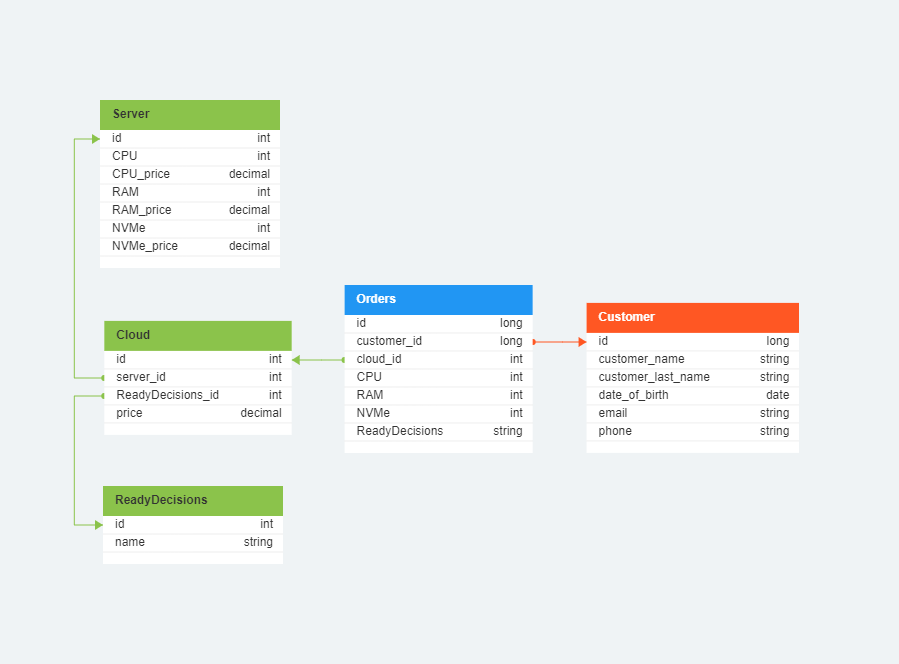 Server
id int
CPU int
CPU_price decimal
RAM int
RAM_price decimal
NVMe int
NVMe_price decimal
Cloud
id int
server_id int
ReadyDecisions_id int
price decimal
ReadyDecisions
id int
name string
Orders
id long
customer_id long
cloud_id int
CPU int
RAM int
NVMe int
ReadyDecisions string
Customer
id long
customer_name string
customer_last_name string
date_of_birth date
email string
phone string